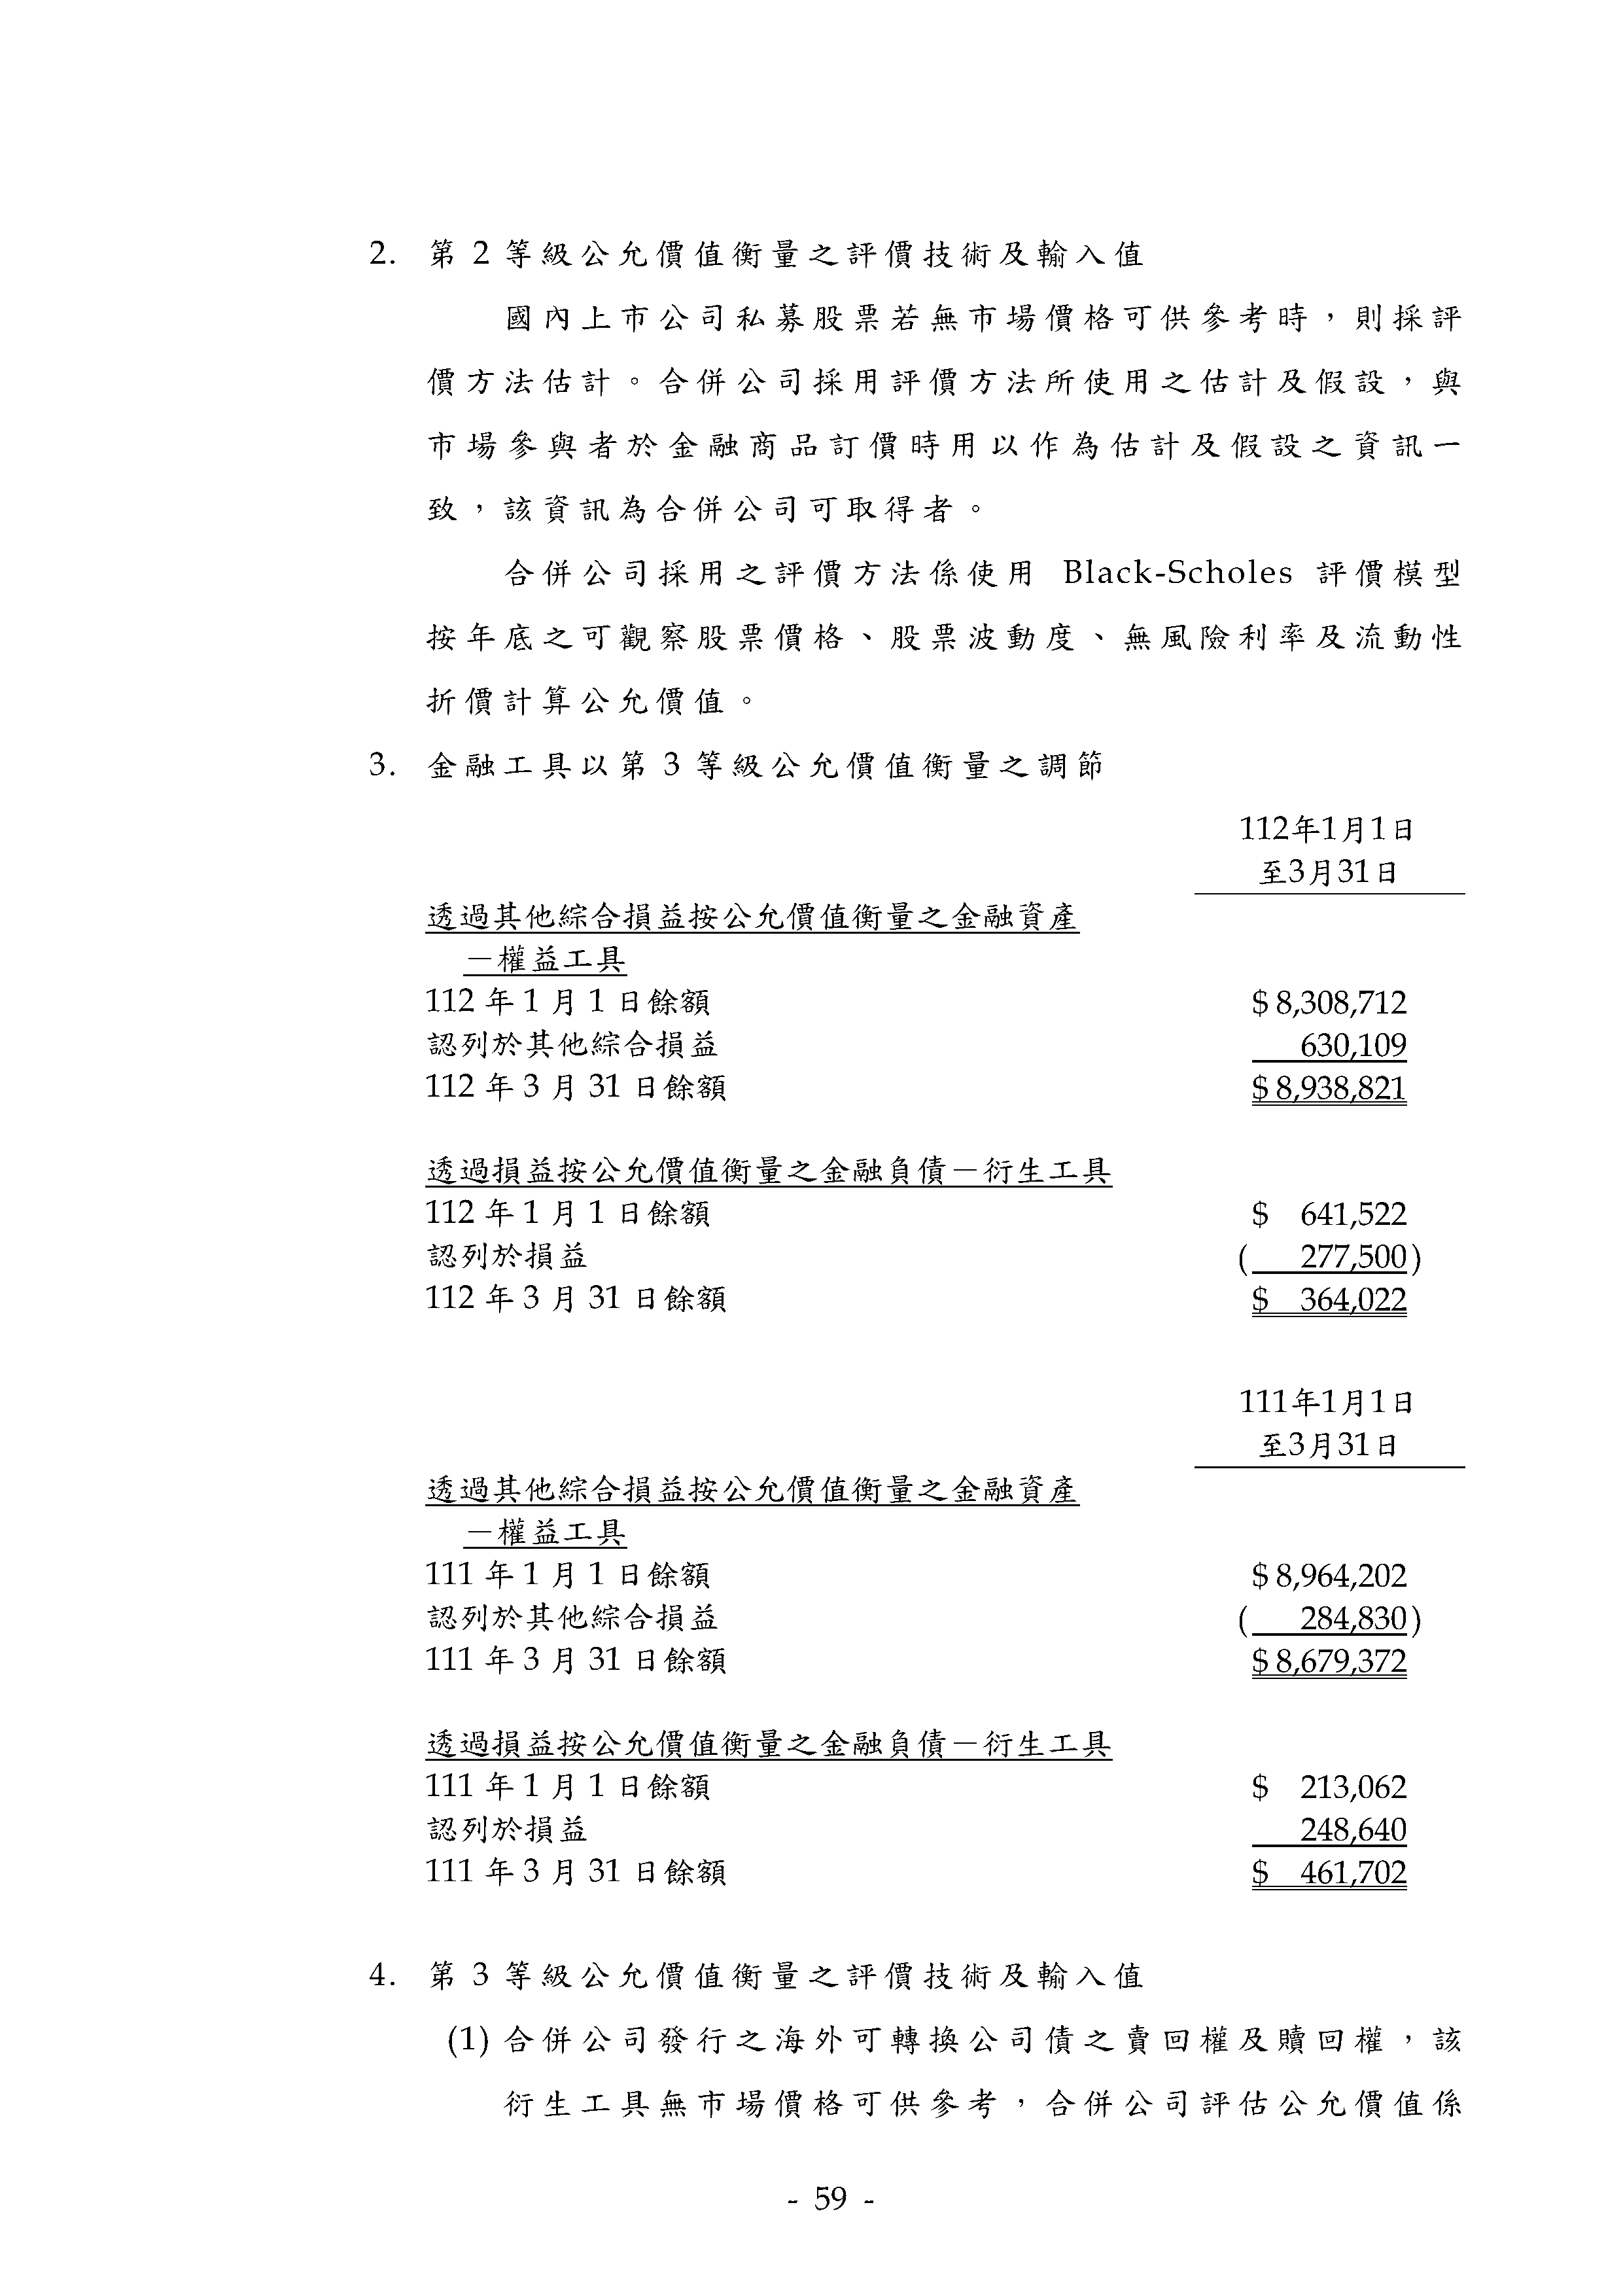 2. 第 2 等級公允價值衡量之評價技術及輸入值
國內上市公司私募股票若無市場價格可供參考時，則採評
價方法估計。合併公司採用評價方法所使用之估計及假設，與
市場參與者於金融商品訂價時用以作為估計及假設之資訊一
致，該資訊為合併公司可取得者。
合併公司採用之評價方法係使用 Black-Scholes 評價模型
按年底之可觀察股票價格、股票波動度、無風險利率及流動性
折價計算公允價值。
3. 金融工具以第 3 等級公允價值衡量之調節
112年1月1日
至3月31日
透過其他綜合損益按公允價值衡量之金融資產
－權益工具
112 年 1 月 1 日餘額 $ 8,308,712
認列於其他綜合損益 630,109
112 年 3 月 31 日餘額 $ 8,938,821
透過損益按公允價值衡量之金融負債－衍生工具
112 年 1 月 1 日餘額 $ 641,522
認列於損益 ( 277,500)
112 年 3 月 31 日餘額 $ 364,022
111年1月1日
至3月31日
透過其他綜合損益按公允價值衡量之金融資產
－權益工具
111 年 1 月 1 日餘額 $ 8,964,202
認列於其他綜合損益 ( 284,830)
111 年 3 月 31 日餘額 $ 8,679,372
透過損益按公允價值衡量之金融負債－衍生工具
111 年 1 月 1 日餘額 $ 213,062
認列於損益 248,640
111 年 3 月 31 日餘額 $ 461,702
4. 第 3 等級公允價值衡量之評價技術及輸入值
(1) 合併公司發行之海外可轉換公司債之賣回權及贖回權，該
衍生工具無市場價格可供參考，合併公司評估公允價值係
- 59 -